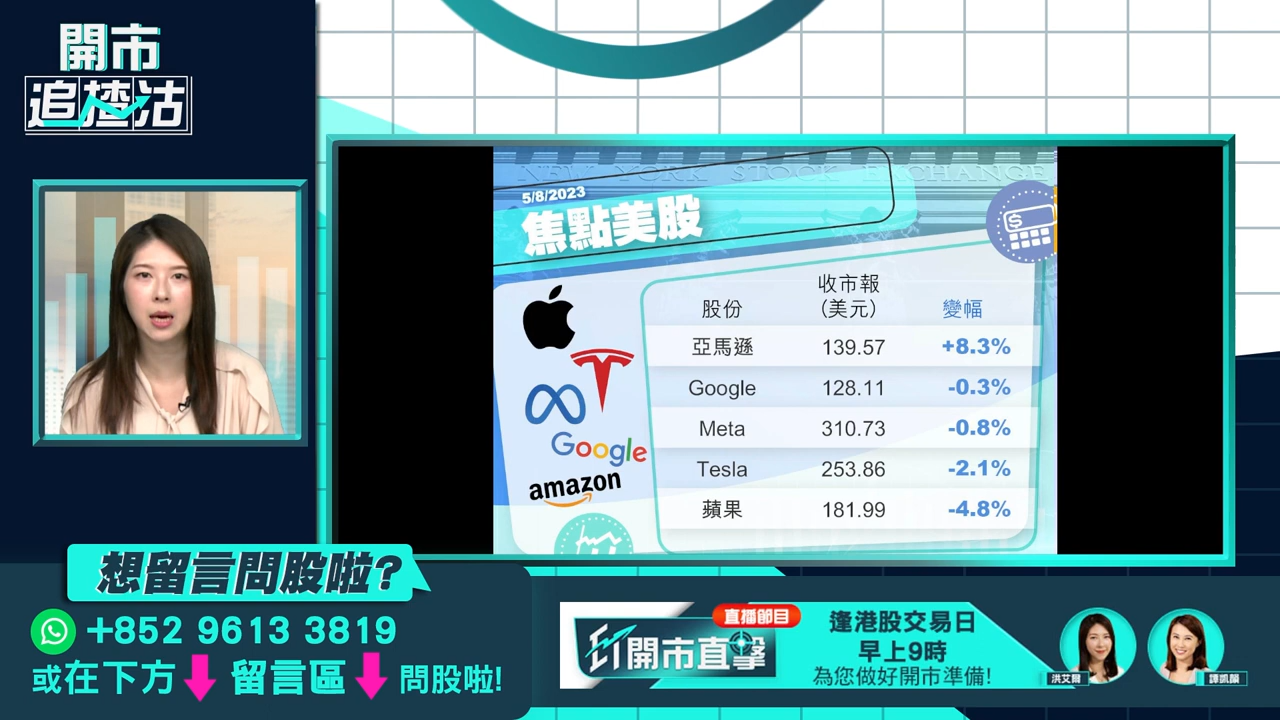 開市
追揸沽
NEW YORK STOCK EXCHANGE
5/8/2023
焦點美股
$
收市報
股份 (美元) 變幅
亞馬遜 139.57 +8.3%
Google 128.11 -0.3%
Meta 310.73 -0.8%
Tesla 253.86 -2.1%
蘋果 181.99 -4.8%
Google
amazon
想留言問股啦?
+852 9613 3819
或在下方 留言區 問股啦!
直播節目
ET開市直擊
逢港股交易日
早上9時
為您做好開市準備!
洪艾爾
譚凱韻